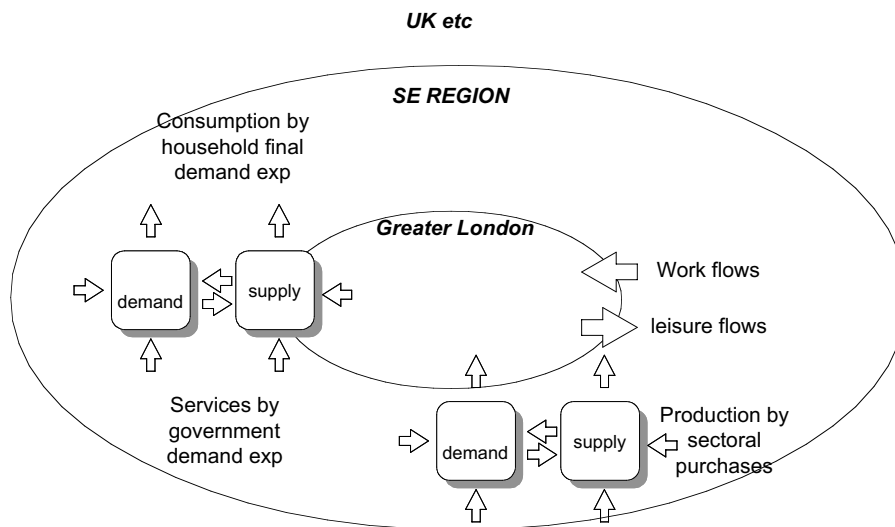 UK etc
SE REGION
Consumption by
household final
demand exp
Greater London
demand
supply
Work flows
leisure flows
Services by
government
demand exp
demand
supply
Production by
sectoral
purchases